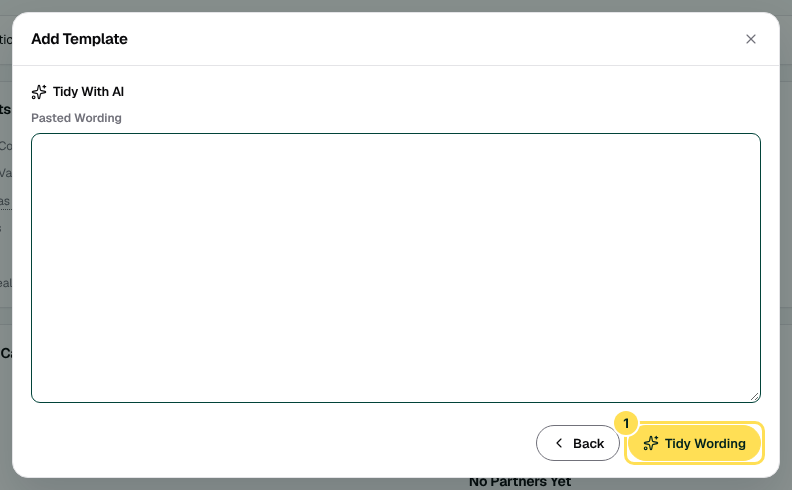 Add Template
Tidy With AI
Pasted Wording
1
Back
Tidy Wording
No Partners Yet